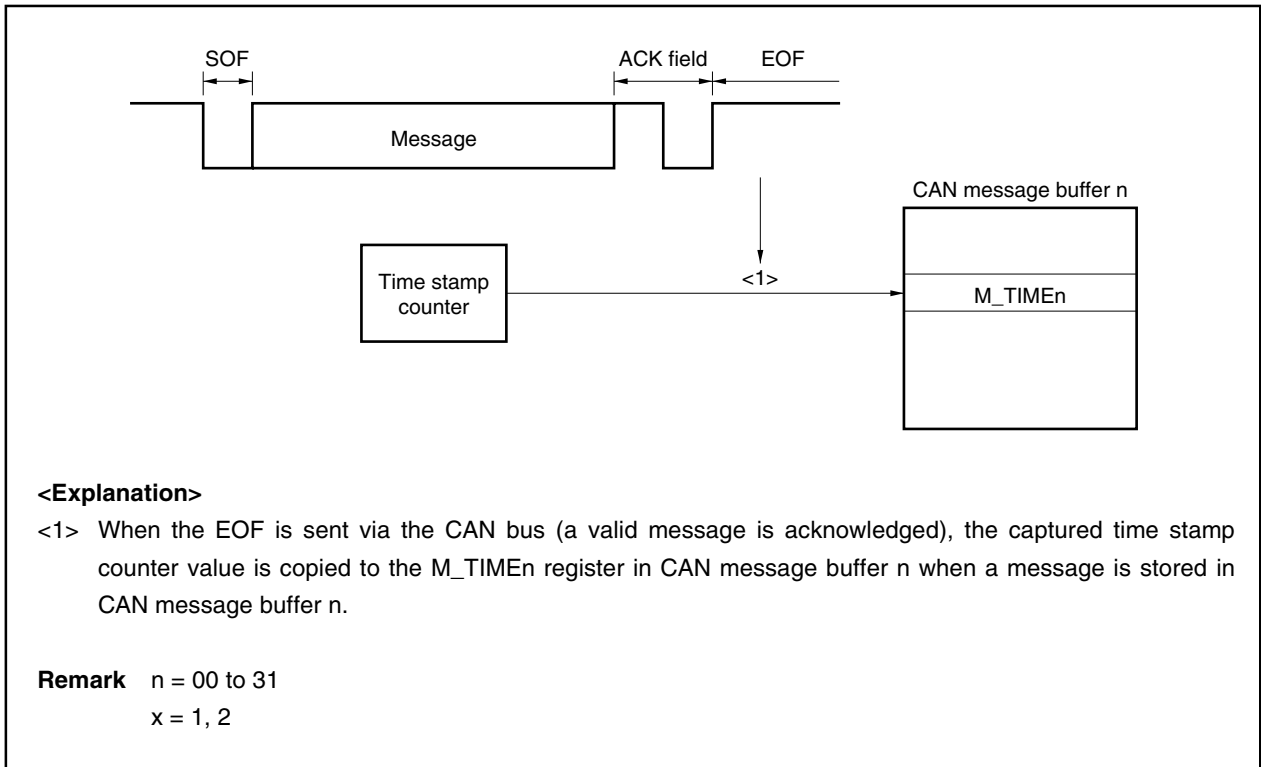 SOF
ACK field
EOF
Message
CAN message buffer n
Time stamp
counter
<1>
M_TIMEn
<Explanation>
<1> When the EOF is sent via the CAN bus (a valid message is acknowledged), the captured time stamp
counter value is copied to the M_TIMEn register in CAN message buffer n when a message is stored in
CAN message buffer n.
Remark n = 00 to 31
x = 1, 2